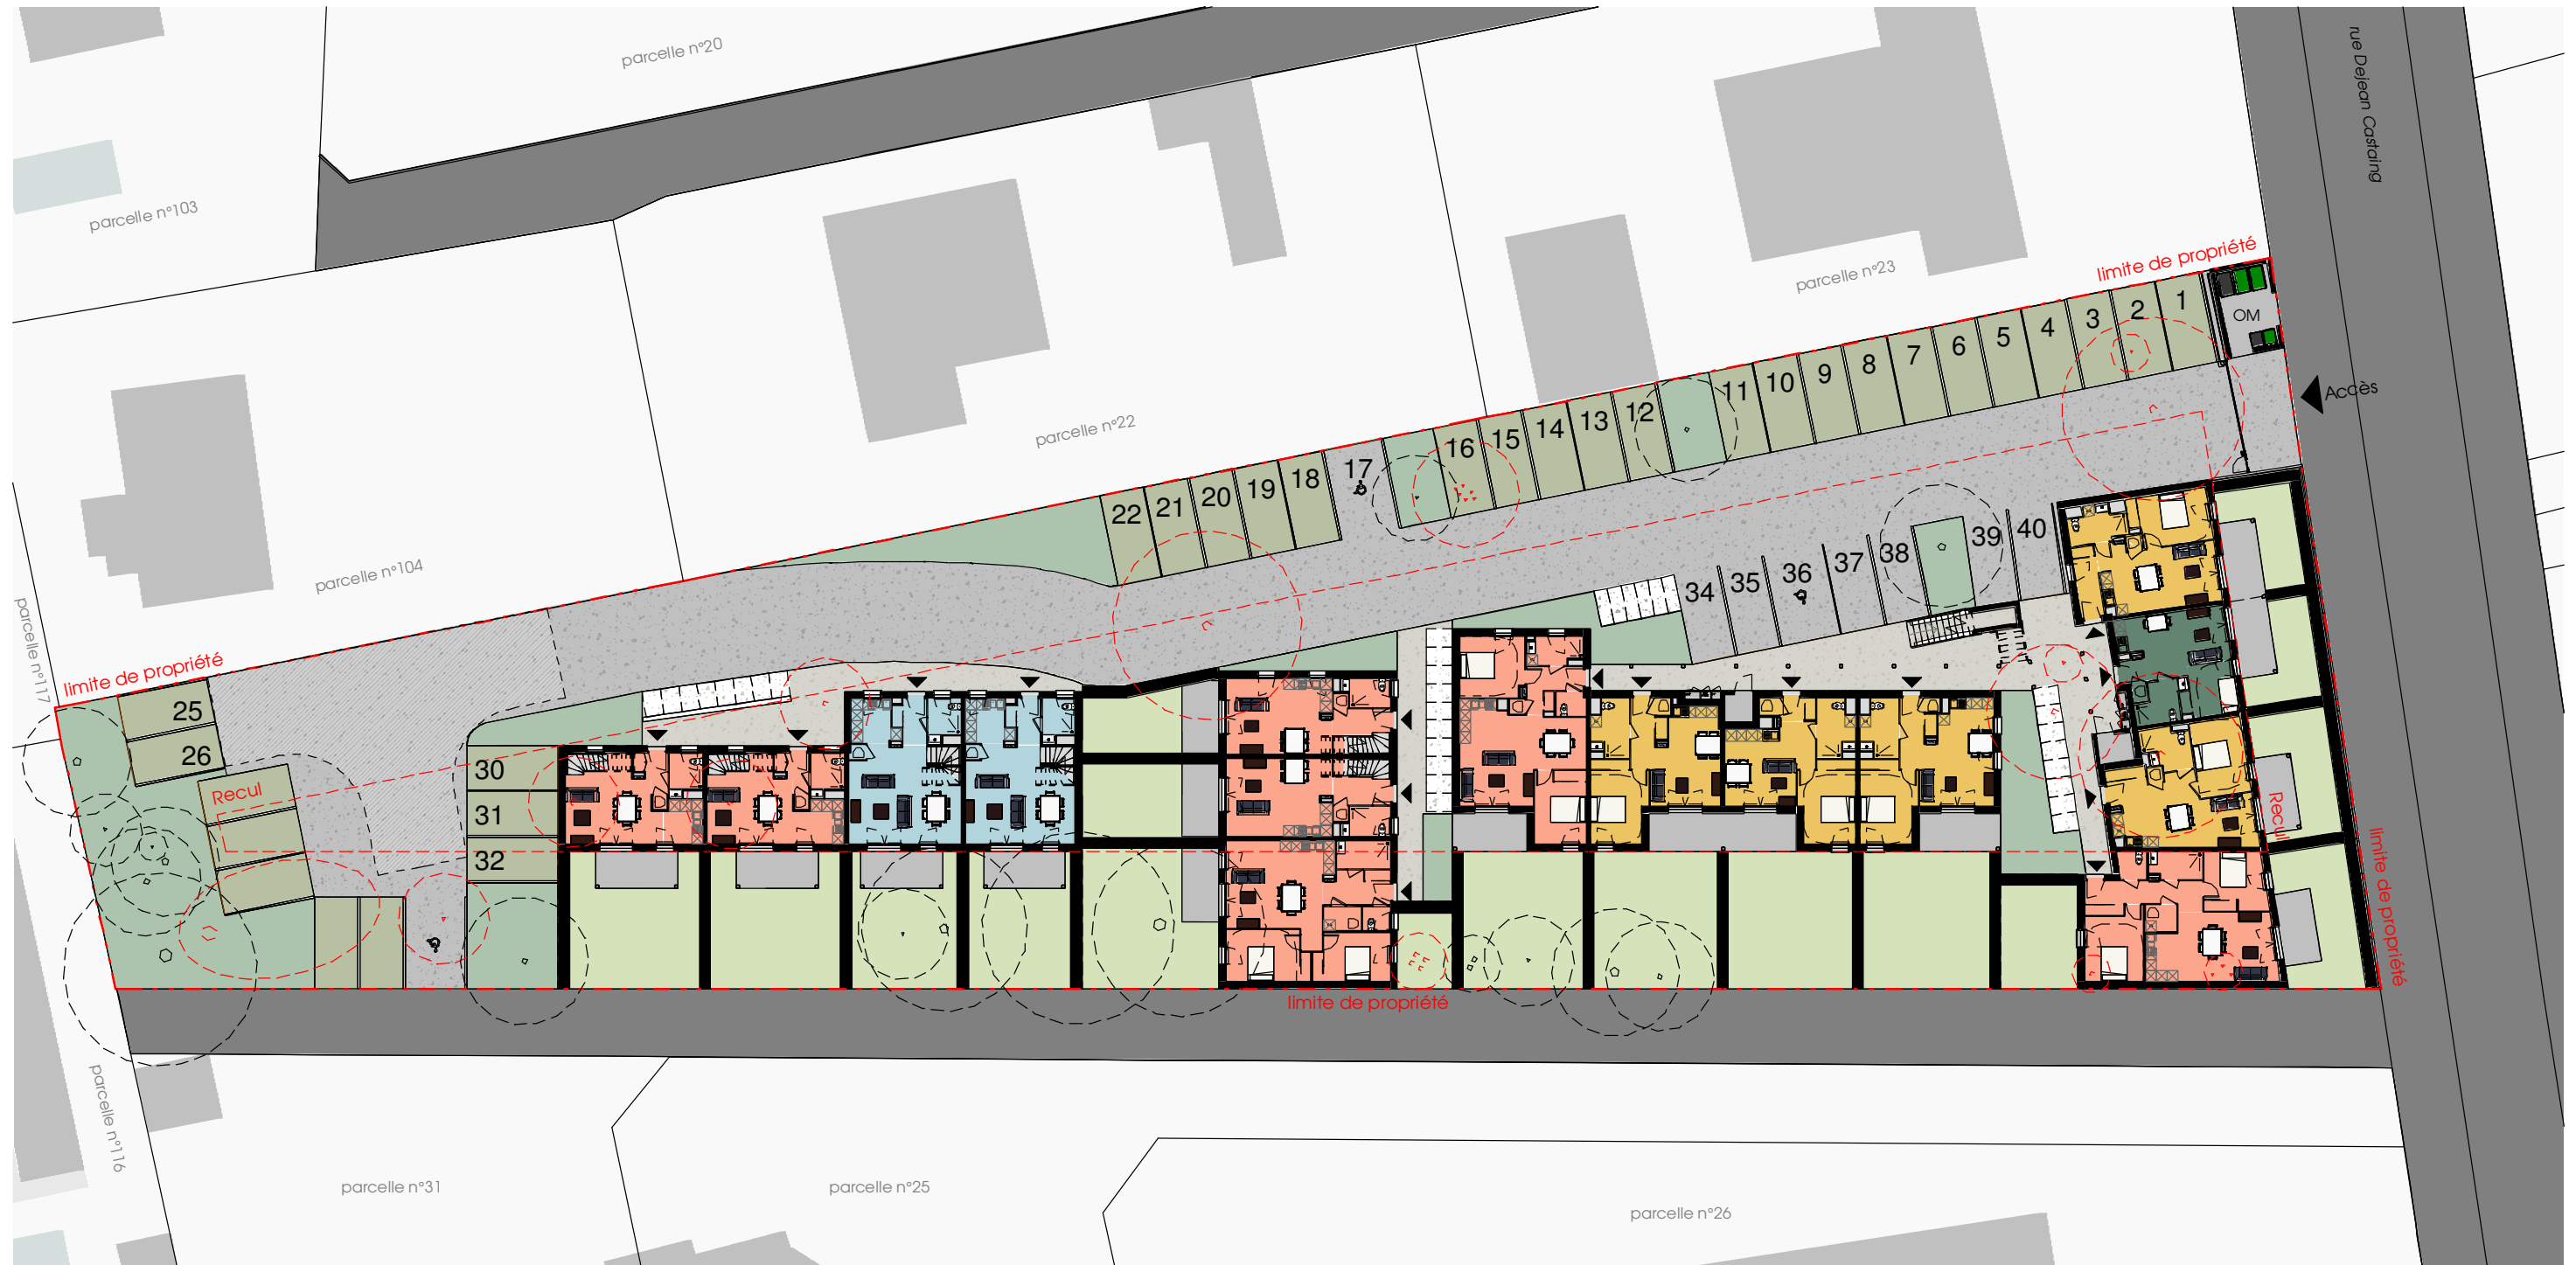 parcelle n°20
rue Dejean Castaing
parcelle n°103
limite de propriété
parcelle n°23
1
2
3
4
5
6
7
8
9
10
11
12
OM
Accès
13
14
15
16
17
18
19
20
21
22
parcelle n°22
parcelle n°104
parcelle n°117
limite de propriété
34
35
36
37
38
39
40
25
26
30
31
32
Recul
Recul
limite de propriété
limite de propriété
parcelle n°116
parcelle n°31
parcelle n°25
parcelle n°26